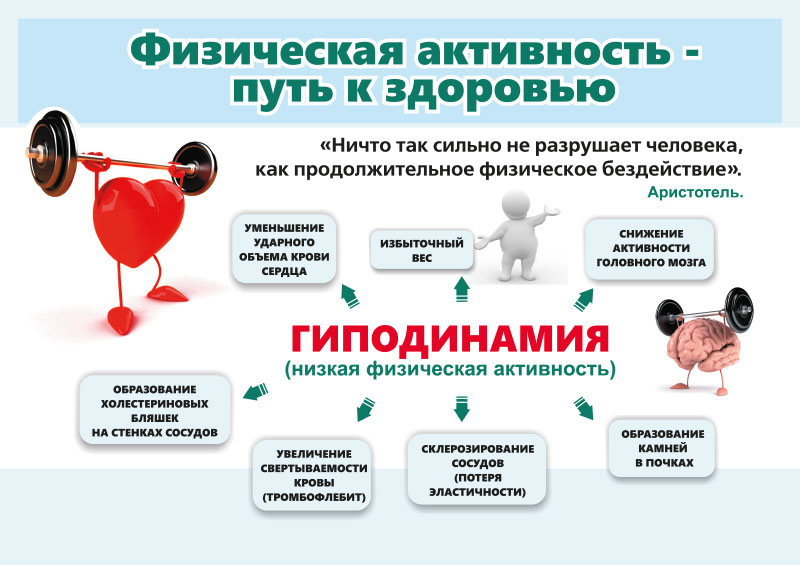 Физическая активность -
путь к здоровью
«Ничто так сильно не разрушает человека,
как продолжительное физическое бездействие».
Аристотель.
УМЕНЬШЕНИЕ
УДАРНОГО
ОБЪЕМА КРОВИ
СЕРДЦА
ИЗБЫТОЧНЫЙ
ВЕС
СНИЖЕНИЕ
АКТИВНОСТИ
ГОЛОВНОГО МОЗГА
ГИПОДИНАМИЯ
(низкая физическая активность)
ОБРАЗОВАНИЕ
ХОЛЕСТЕРИНОВЫХ
БЛЯШЕК
НА СТЕНКАХ СОСУДОВ
УВЕЛИЧЕНИЕ
СВЕРТЫВАЕМОСТИ
КРОВЫ
(ТРОМБОФЛЕБИТ)
СКЛЕРОЗИРОВАНИЕ
СОСУДОВ
(ПОТЕРЯ
ЭЛАСТИЧНОСТИ)
ОБРАЗОВАНИЕ
КАМНЕЙ
В ПОЧКАХ